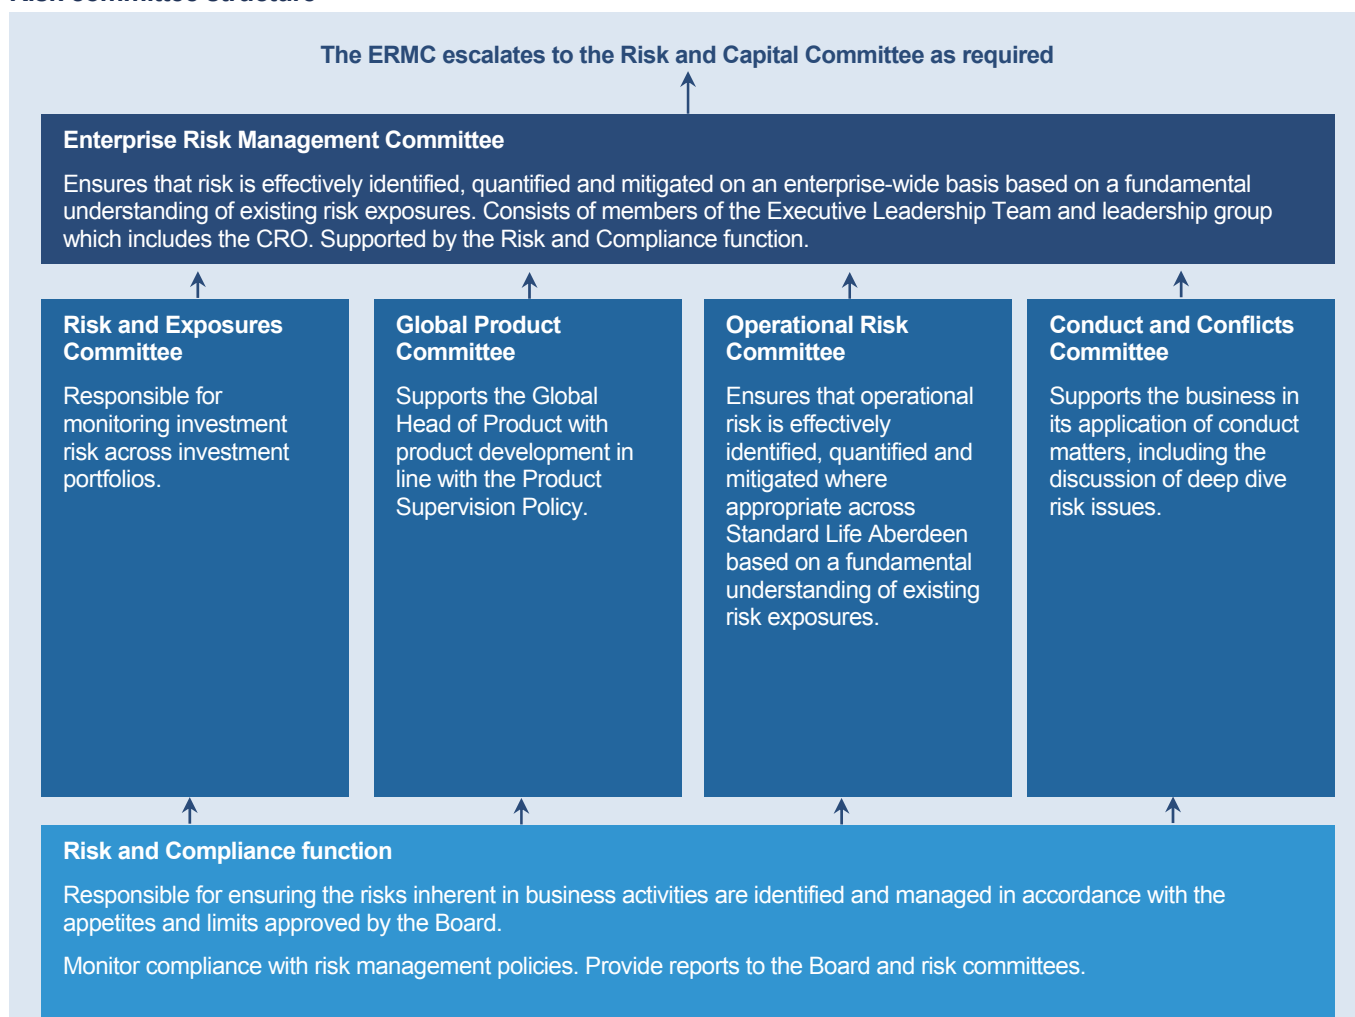 Risk committee structure
The ERMC escalates to the Risk and Capital Committee as required
Enterprise Risk Management Committee
Ensures that risk is effectively identified, quantified and mitigated on an enterprise-wide basis based on a fundamental
understanding of existing risk exposures. Consists of members of the Executive Leadership Team and leadership group
which includes the CRO. Supported by the Risk and Compliance function.
Risk and Exposures
Committee
Responsible for
monitoring investment
risk across investment
portfolios.
Global Product
Committee
Supports the Global
Head of Product with
product development in
line with the Product
Supervision Policy.
Operational Risk
Committee
Ensures that operational
risk is effectively
identified, quantified and
mitigated where
appropriate across
Standard Life Aberdeen
based on a fundamental
understanding of existing
risk exposures.
Conduct and Conflicts
Committee
Supports the business in
its application of conduct
matters, including the
discussion of deep dive
risk issues.
Risk and Compliance function
Responsible for ensuring the risks inherent in business activities are identified and managed in accordance with the
appetites and limits approved by the Board.
Monitor compliance with risk management policies. Provide reports to the Board and risk committees.